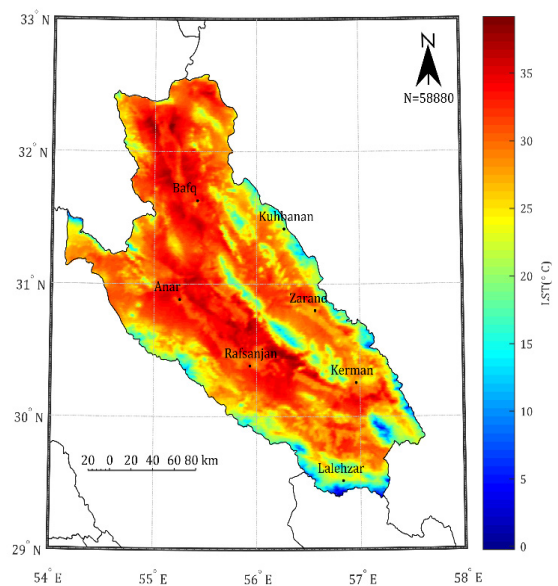 33° N
N
N=58880
32° N
Bafq
Kuhbanan
31° N
Anar
Zarand
Rafsanjan
Kerman
30° N
20 0 20 40 60 80 km
Lalehzar
29° N
54° E 55° E 56° E 57° E 58° E
35
30
25
20
15
10
5
0
LST(° C)